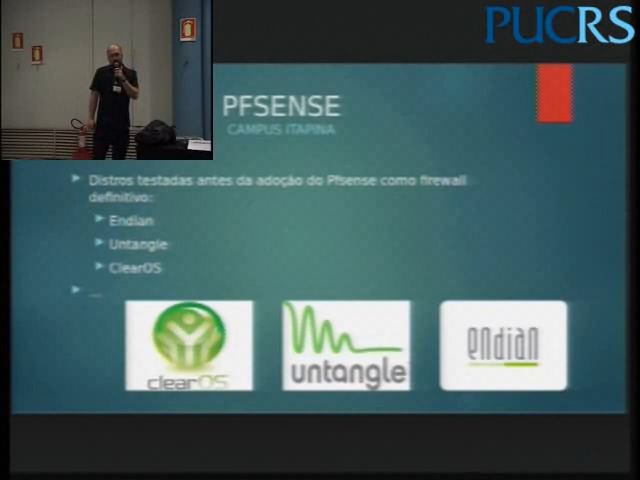 PUCRS
PFSENSE
CAMPUS ITAPINA
Distros testadas antes da adoção do Pfsense como firewall
definitivo:
Endian
Untangle
ClearOS
...
clearOS
untangle
endian